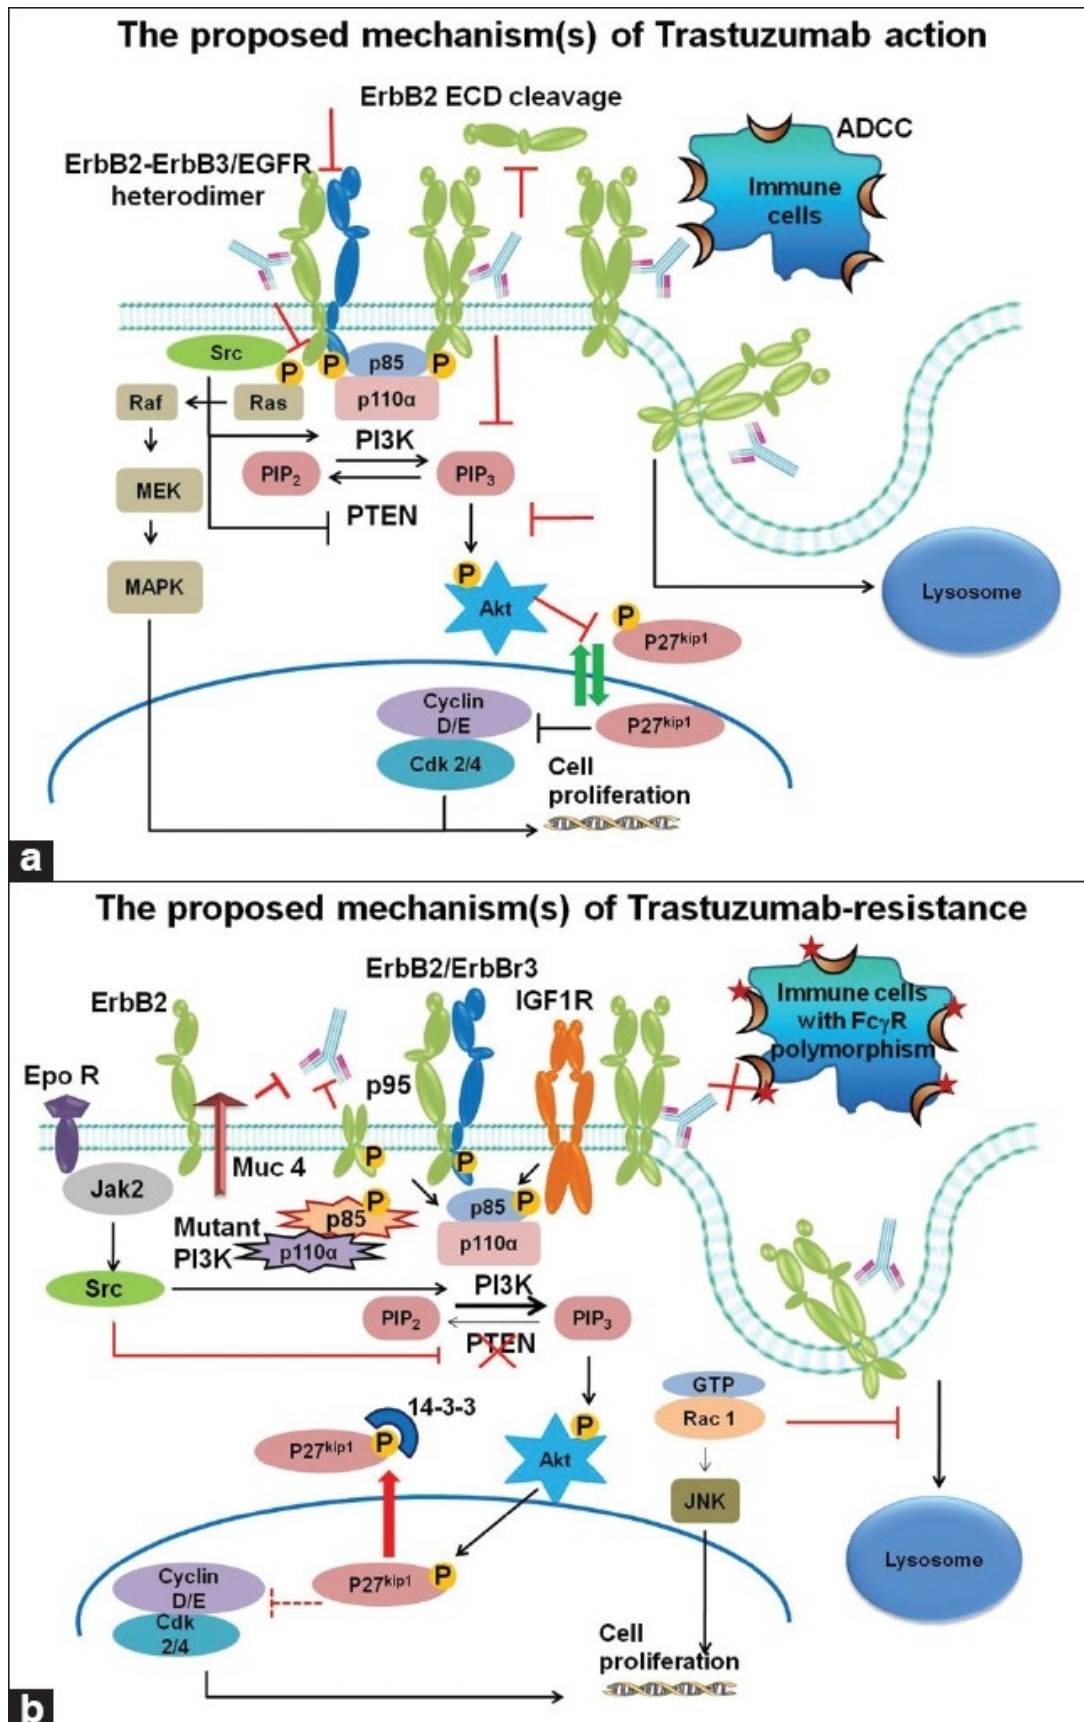 The proposed mechanism(s) of Trastuzumab action
ErbB2 ECD cleavage
ADCC
ErbB2-ErbB3/EGFR
heterodimer
Immune
cells
Src
P
P
p85
P
Raf
Ras
p110α
PI3K
PIP2
PIP3
MEK
PTEN
MAPK
P
Akt
P
P27kip1
Lysosome
Cyclin
D/E
P27kip1
Cdk 2/4
Cell
proliferation
a
The proposed mechanism(s) of Trastuzumab-resistance
ErbB2/ErbBr3
ErbB2
IGF1R
Immune cells
with FcγR
polymorphism
Epo R
p95
Muc 4
P
P
Jak2
P
p85
P
p85
Mutant
PI3K
p110α
p110α
Src
PI3K
PIP2
PIP3
PTEN
GTP
Rac 1
14-3-3
P27kip1
P
P
Akt
JNK
Lysosome
Cyclin
D/E
P27kip1
P
Cdk
2/4
Cell
proliferation
b